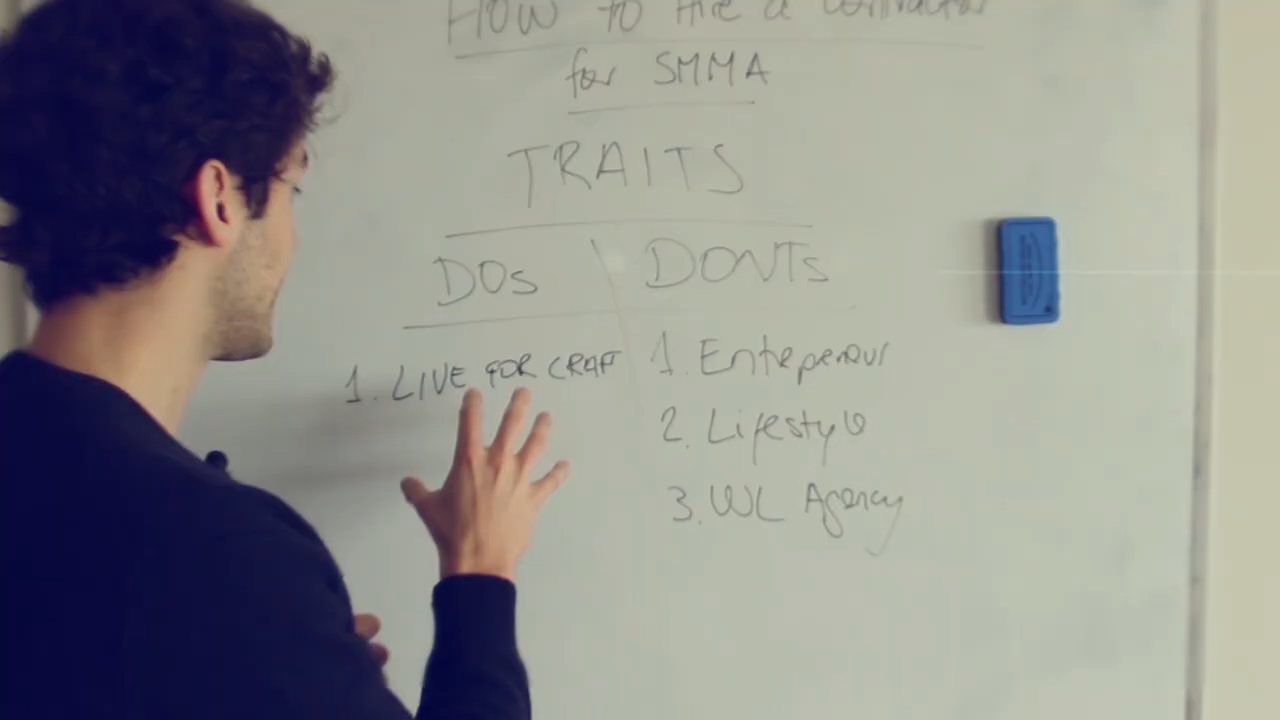 HOW to Hire a contractor
for SMMA
TRAITS
DOs \ DONTs
1. LIVE FOR CRAFT
1. Entepenour
2. Lifestyle
3. WL Agency